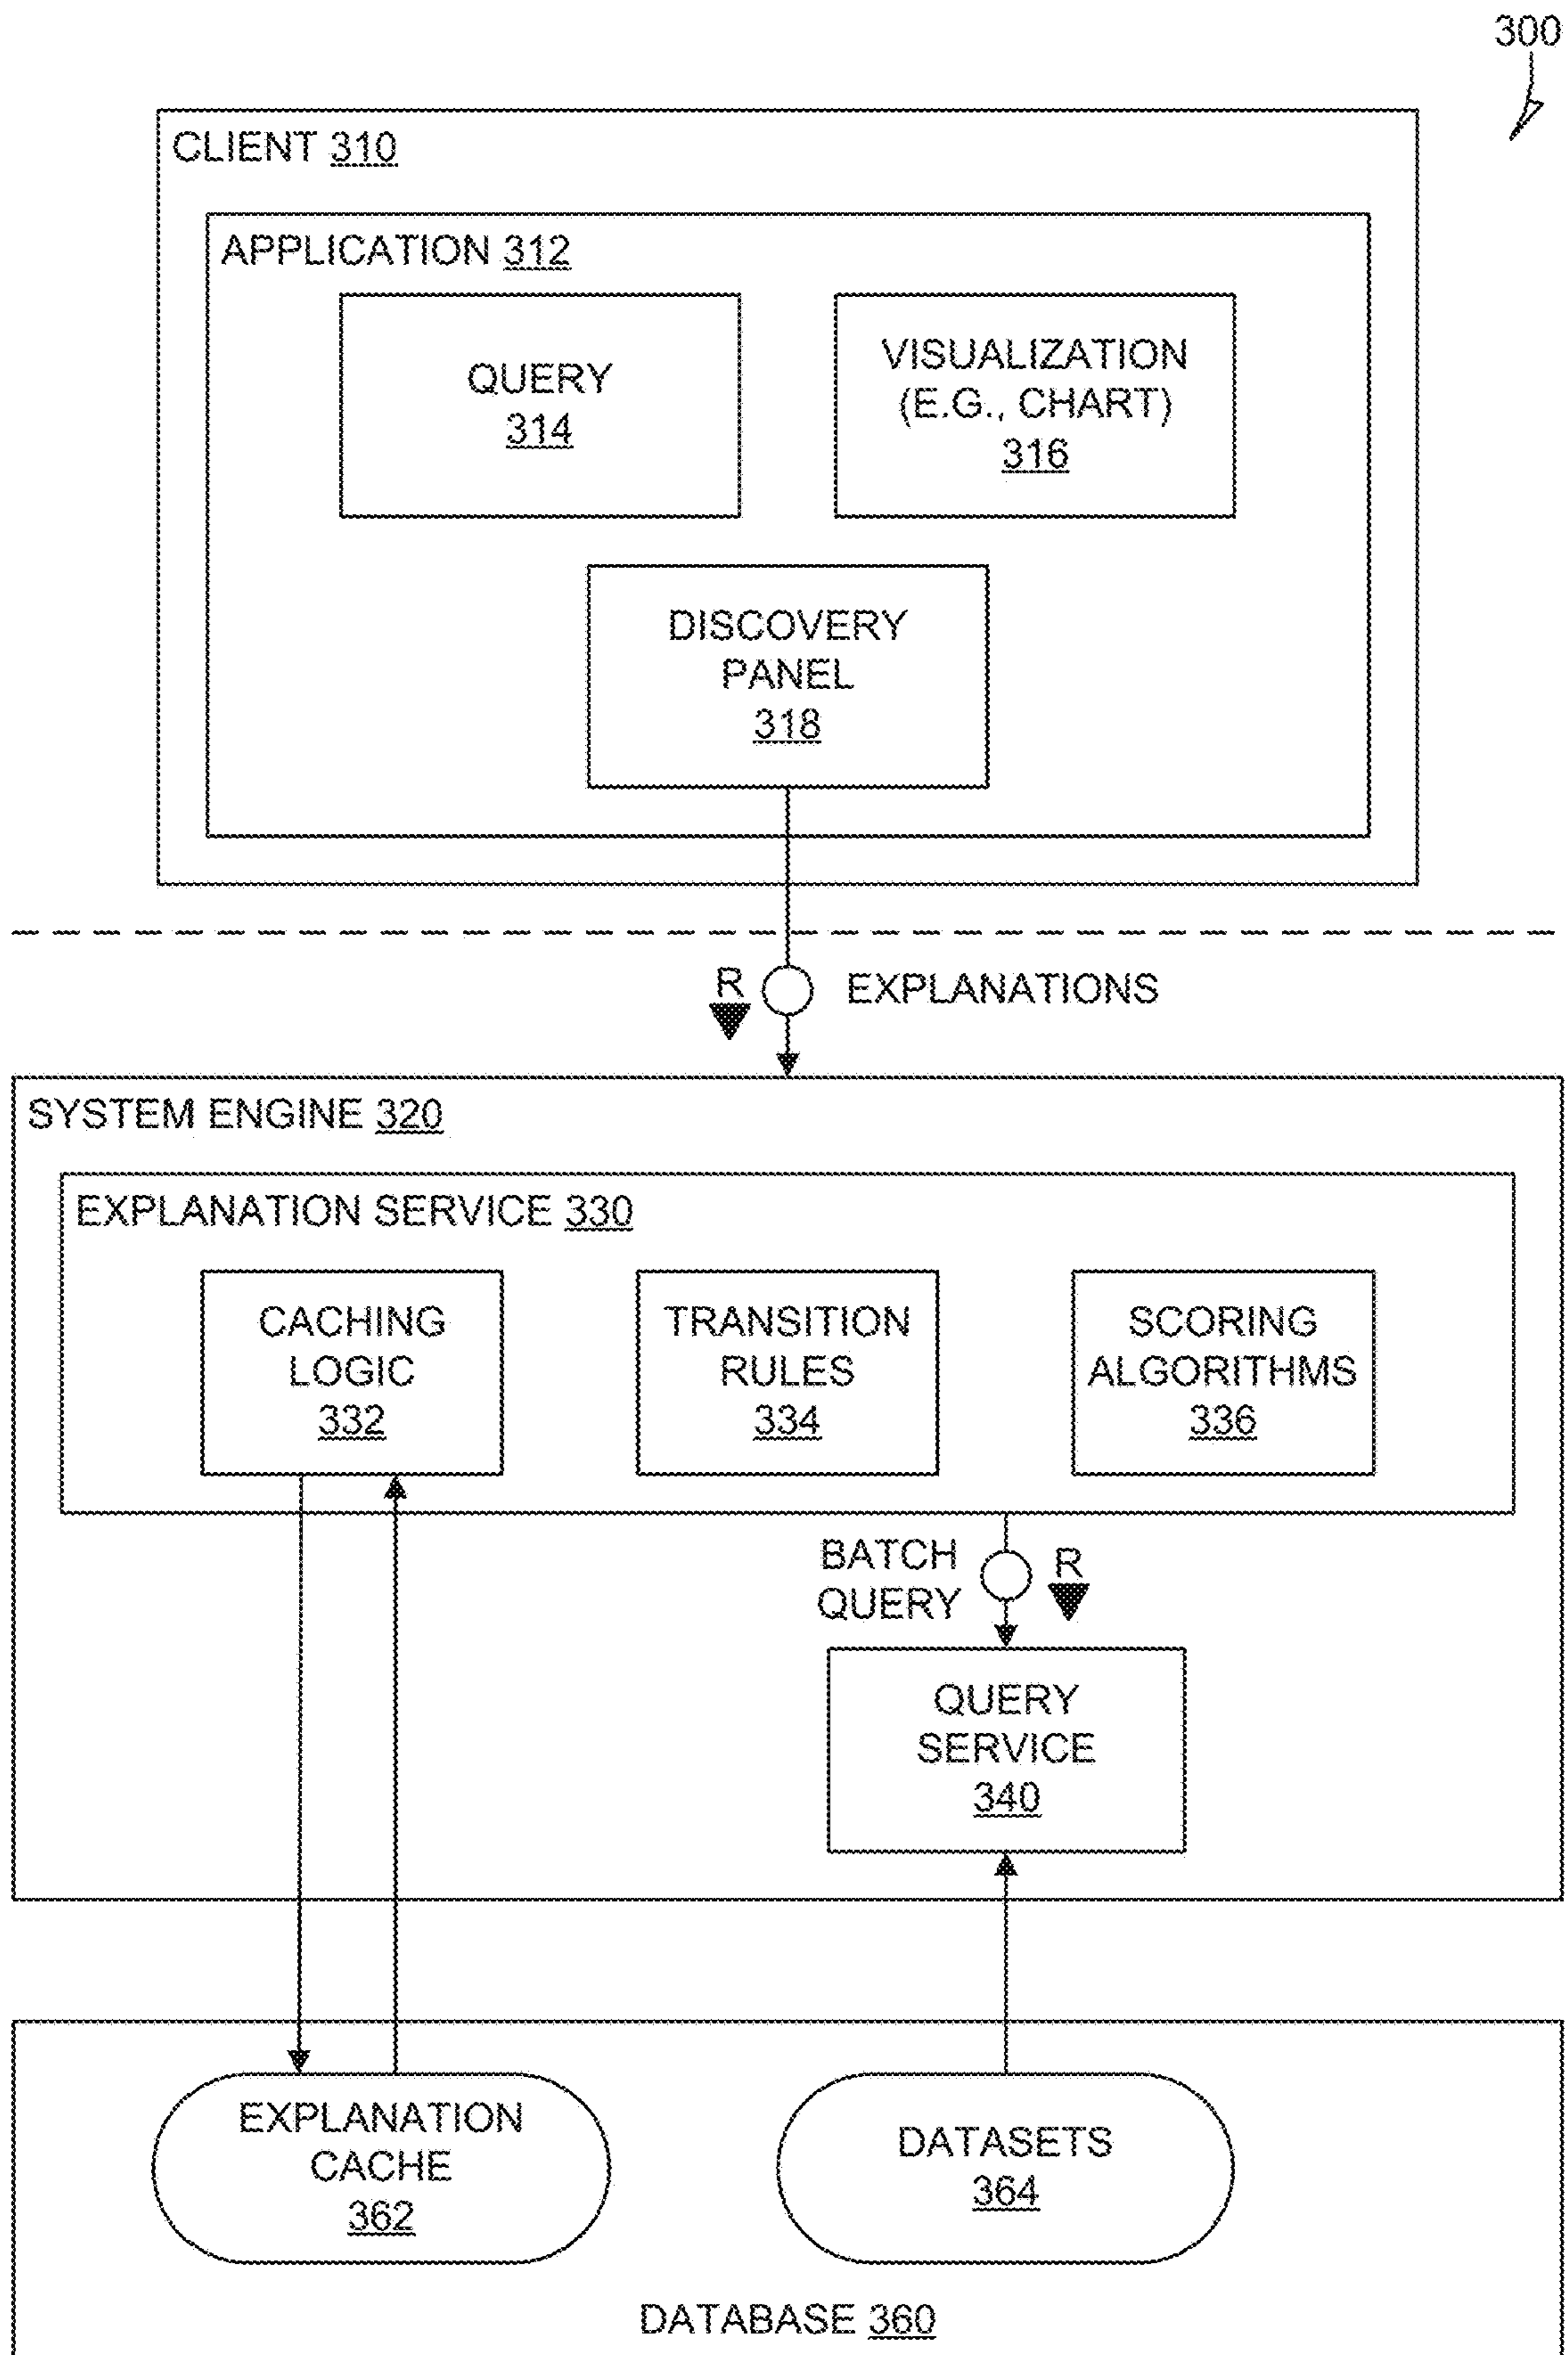 300
CLIENT 310
APPLICATION 312
QUERY
314
VISUALIZATION
(E.G., CHART)
316
DISCOVERY
PANEL
318
R
EXPLANATIONS
SYSTEM ENGINE 320
EXPLANATION SERVICE 330
CACHING
LOGIC
332
TRANSITION
RULES
334
SCORING
ALGORITHMS
336
BATCH
QUERY
R
QUERY
SERVICE
340
EXPLANATION
CACHE
362
DATASETS
364
DATABASE 360